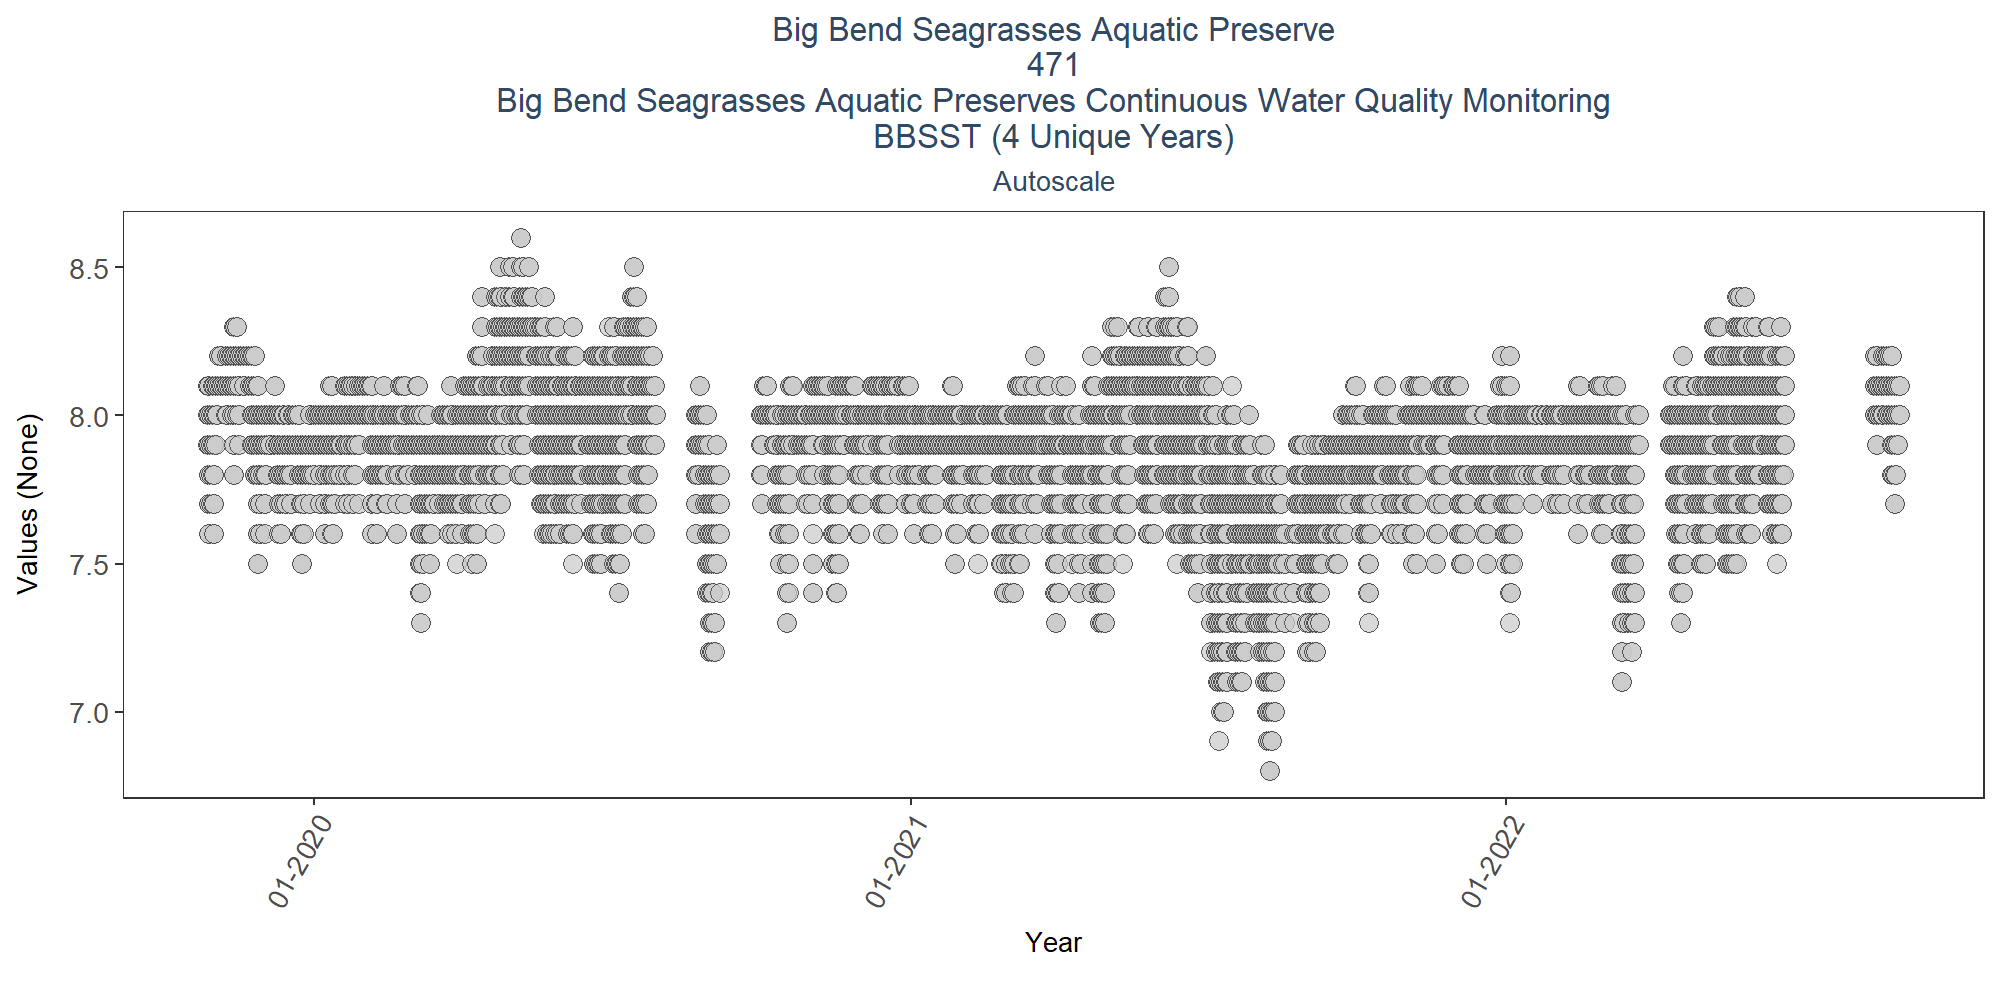 Big Bend Seagrasses Aquatic Preserve
471
Big Bend Seagrasses Aquatic Preserves Continuous Water Quality Monitoring
BBSST (4 Unique Years)
Autoscale
Values (None)
8.5
8.0
7.5
7.0
01-2020
01-2021
01-2022
Year